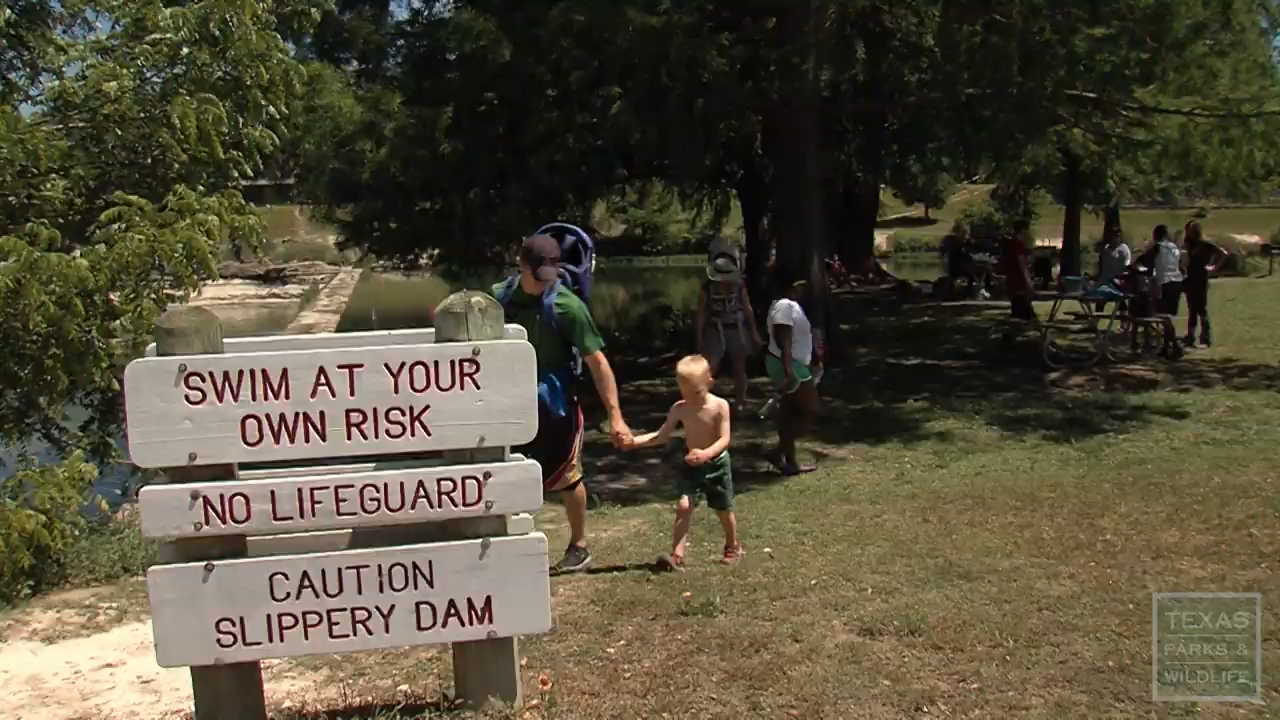 SWIM AT YOUR
OWN RISK
NO LIFEGUARD
CAUTION
SLIPPERY DAM
TEXAS
PARKS &
WILDLIFE